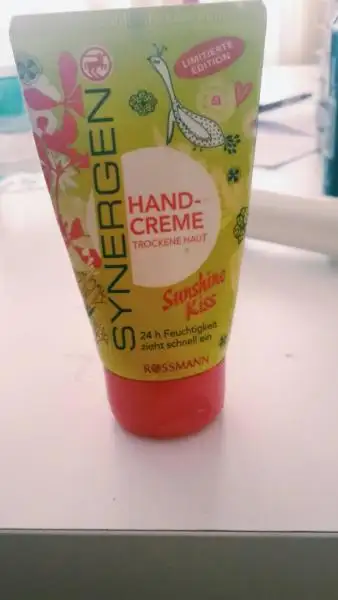 LIMITIERTE
EDITION
SYNERGEN
HAND-
CREME
TROCKENE HAUT
Sunshine
Kiss
24 h Feuchtigkeit
zieht schnell ein
ROSSMANN